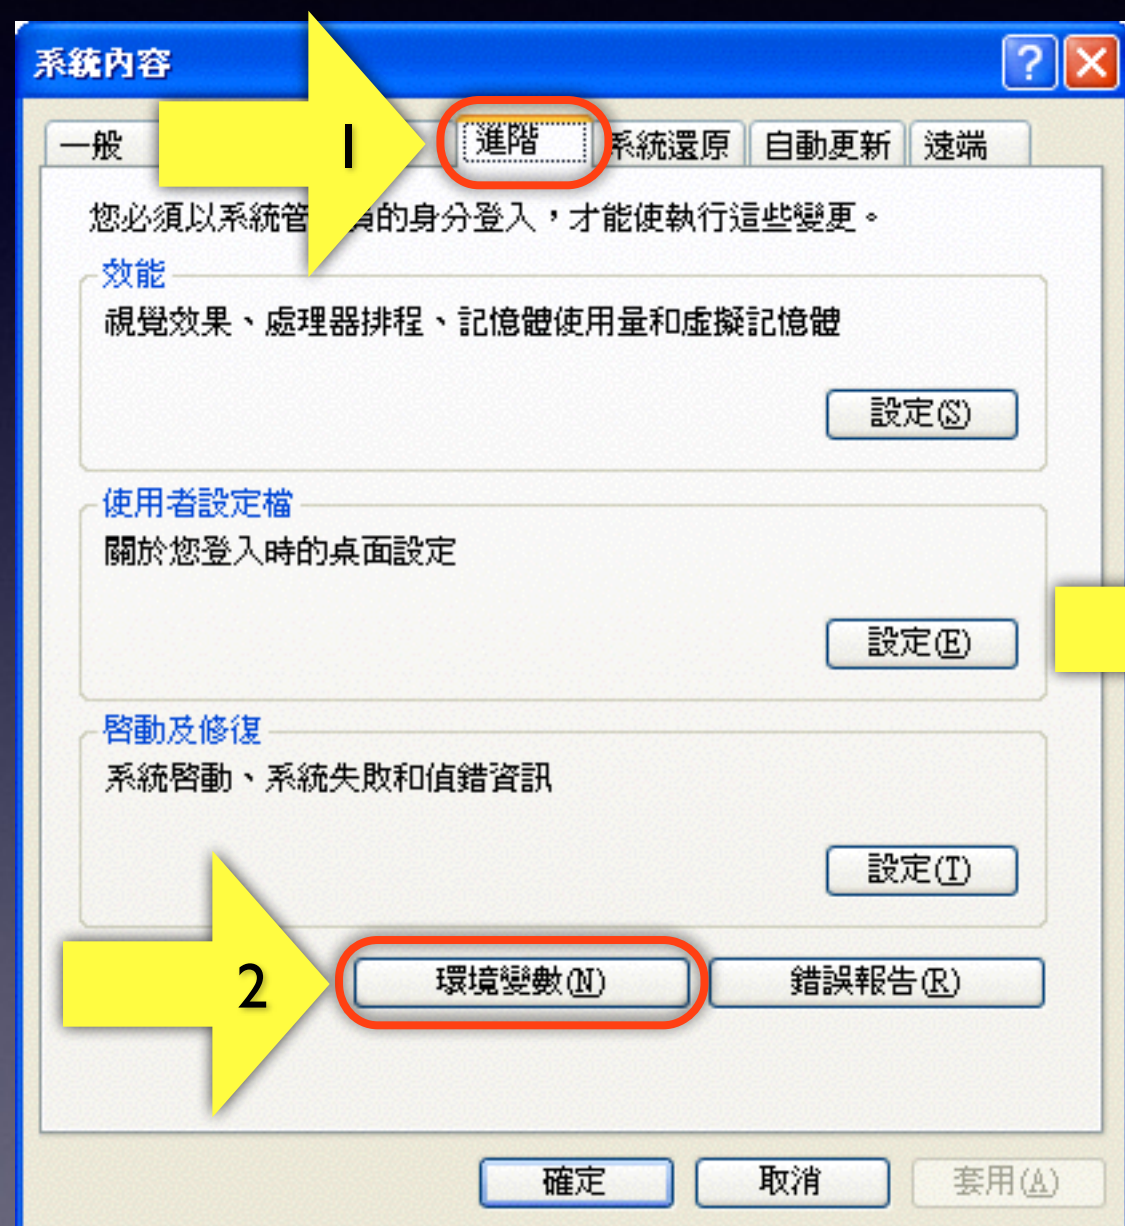 系統內容
一般
1
進階
系統還原
自動更新
遠端
您必須以系統管 的身分登入，才能使執行這些變更。
效能
視覺效果、處理器排程、記憶體使用量和虛擬記憶體
設定(S)
使用者設定檔
關於您登入時的桌面設定
設定(E)
啓動及修復
系統啓動、系統失敗和偵錯資訊
設定(T)
2
環境變數(N)
錯誤報告(R)
確定
取消
套用(A)